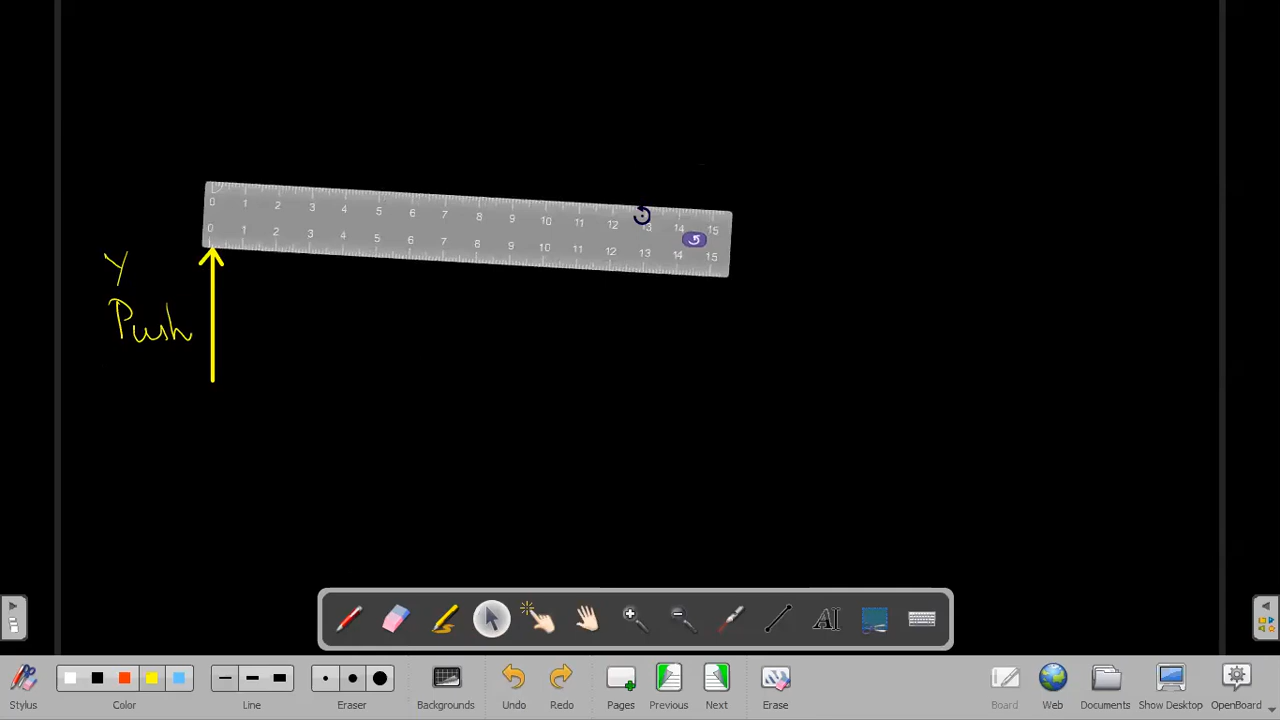 0 1 2 3 4 5 6 7 8 9 10 11 12 13 14 15
0 1 2 3 4 5 6 7 8 9 10 11 12 13 14 15
Y
Push
AI
Stylus Color Line Eraser Backgrounds Undo Redo Pages Previous Next Erase Board Web Documents Show Desktop OpenBoard